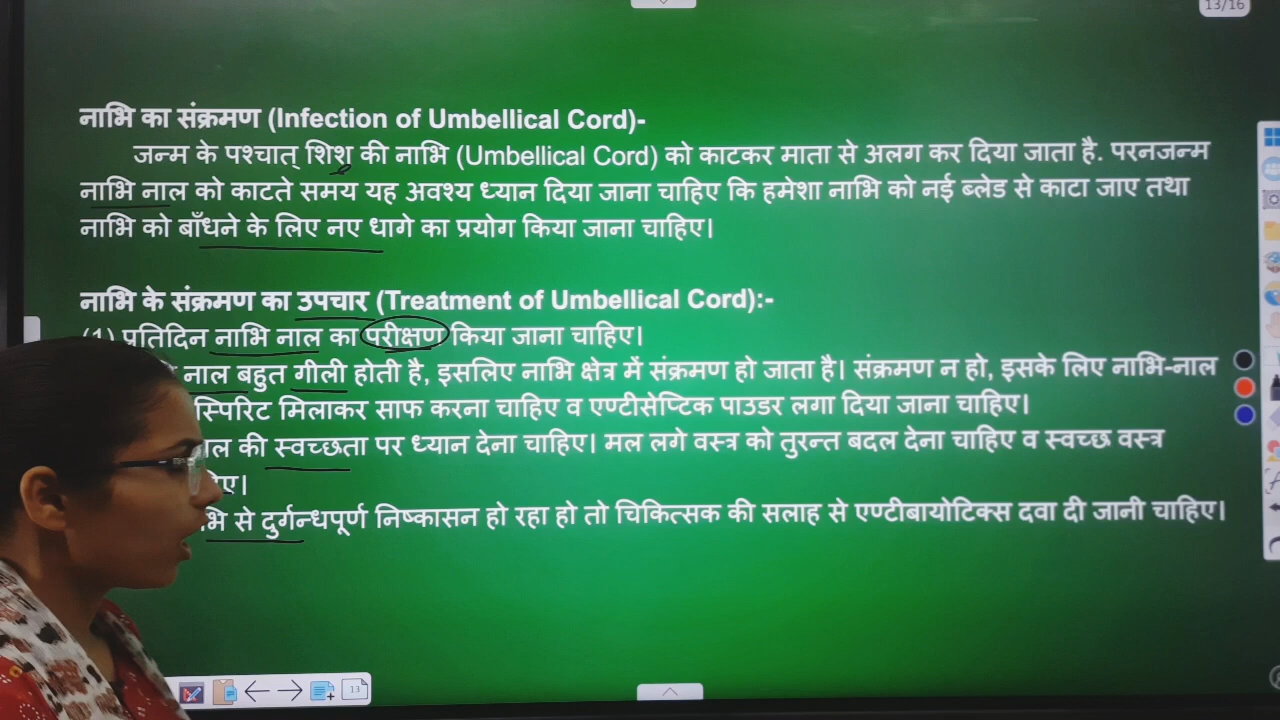 13/16
नाभि का संक्रमण (Infection of Umbellical Cord)-
जन्म के पश्चात् शिशु की नाभि (Umbellical Cord) को काटकर माता से अलग कर दिया जाता है. परनजन्म
नाभि नाल को काटते समय यह अवश्य ध्यान दिया जाना चाहिए कि हमेशा नाभि को नई ब्लेड से काटा जाए तथा
नाभि को बाँधने के लिए नए धागे का प्रयोग किया जाना चाहिए।
नाभि के संक्रमण का उपचार (Treatment of Umbellical Cord):-
(1) प्रतिदिन नाभि नाल का परीक्षण किया जाना चाहिए।
नाल बहुत गीली होती है, इसलिए नाभि क्षेत्र में संक्रमण हो जाता है। संक्रमण न हो, इसके लिए नाभि-नाल
स्पिरिट मिलाकर साफ करना चाहिए व एण्टीसेप्टिक पाउडर लगा दिया जाना चाहिए।
की स्वच्छता पर ध्यान देना चाहिए। मल लगे वस्त्र को तुरन्त बदल देना चाहिए व स्वच्छ वस्त्र
से दुर्गन्धपूर्ण निष्कासन हो रहा हो तो चिकित्सक की सलाह से एण्टीबायोटिक्स दवा दी जानी चाहिए।
13